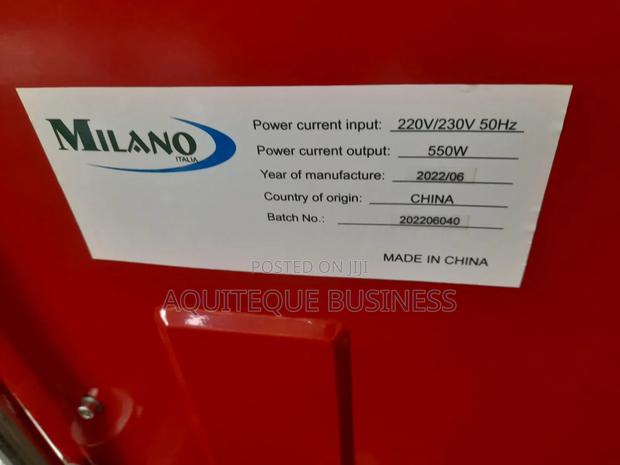 MILANO
ITALIA
Power current input: 220V/230V 50Hz
Power current output: 550W
Year of manufacture: 2022/06
Country of origin: CHINA
Batch No.: 202206040
MADE IN CHINA
POSTED ON JIJI
AQUITEQUE BUSINESS